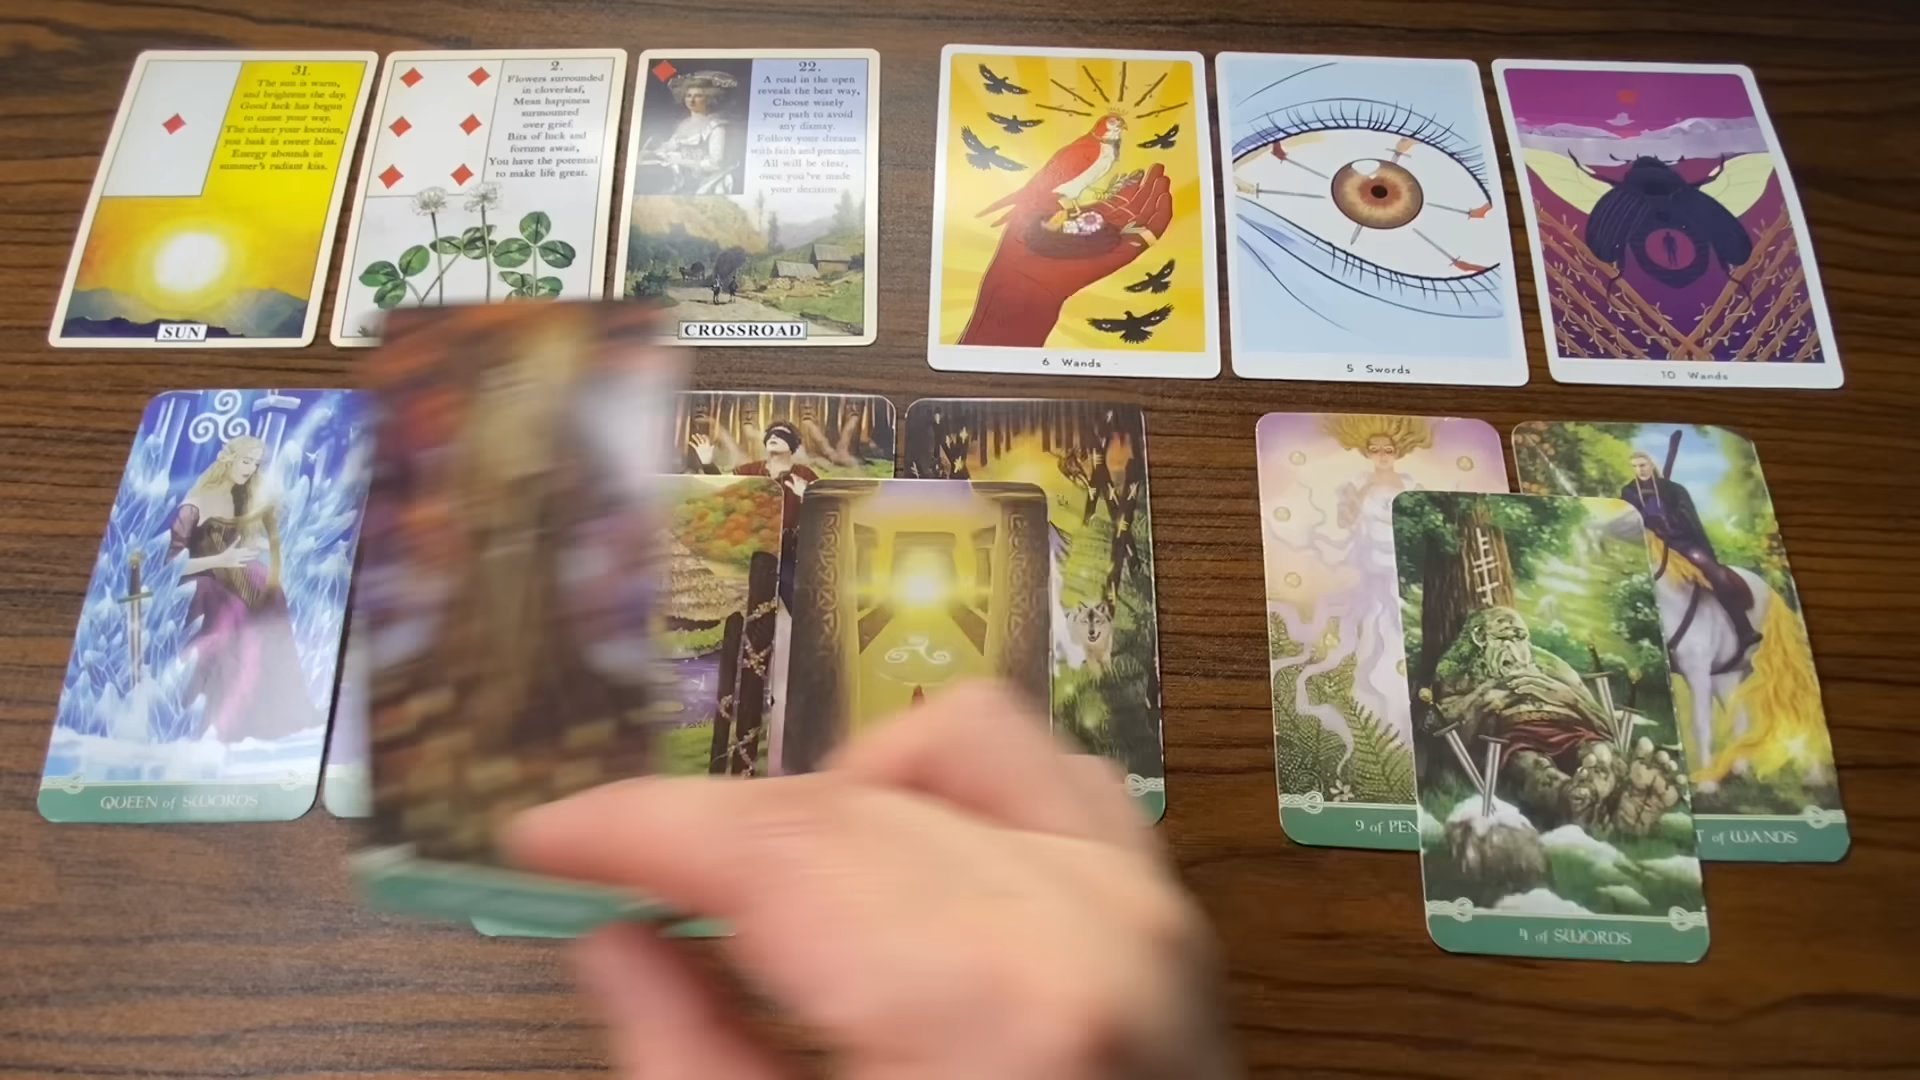 31.
The sun is warm,
and brightens the day.
Good luck has begun
to come your way.
The closer your location,
you bask in sweet bliss.
Energy abounds in
summer's radiant kiss.
SUN
2.
Flowers surrounded
in cloverleaf,
Mean happiness
surmounted
over grief.
Bits of luck and
fortune await,
You have the potential
to make life great.
22.
A road in the open
reveals the best way,
Choose wisely
your path to avoid
any dismay.
Follow your dreams
with faith and precision.
All will be clear,
once you've made
your decision.
CROSSROAD
6 Wands
5 Swords
10 Wands
QUEEN of SWORDS
9 of PEN
T of WANDS
4 of SWORDS